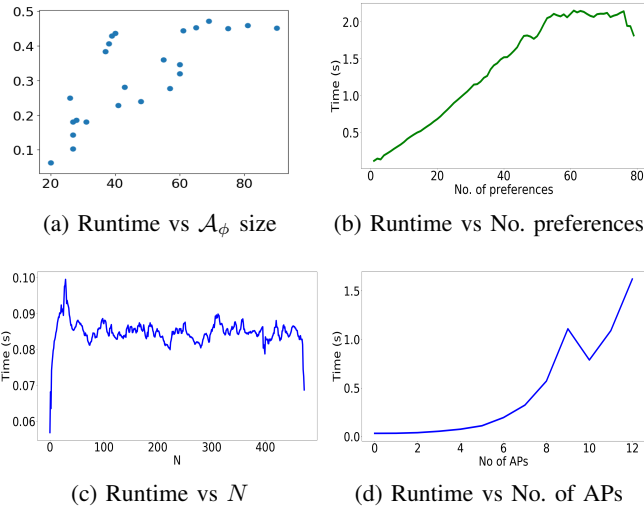 0.5
0.4
0.3
0.2
0.1
20 40 60 80
(a) Runtime vs 𝒜ϕ size
Time (s)
2.0
1.5
1.0
0.5
0 20 40 60 80
No. of preferences
(b) Runtime vs No. preferences
Time (s)
0.10
0.09
0.08
0.07
0.06
0 100 200 300 400
N
(c) Runtime vs N
Time (s)
1.5
1.0
0.5
0.0
0 2 4 6 8 10 12
No of APs
(d) Runtime vs No. of APs